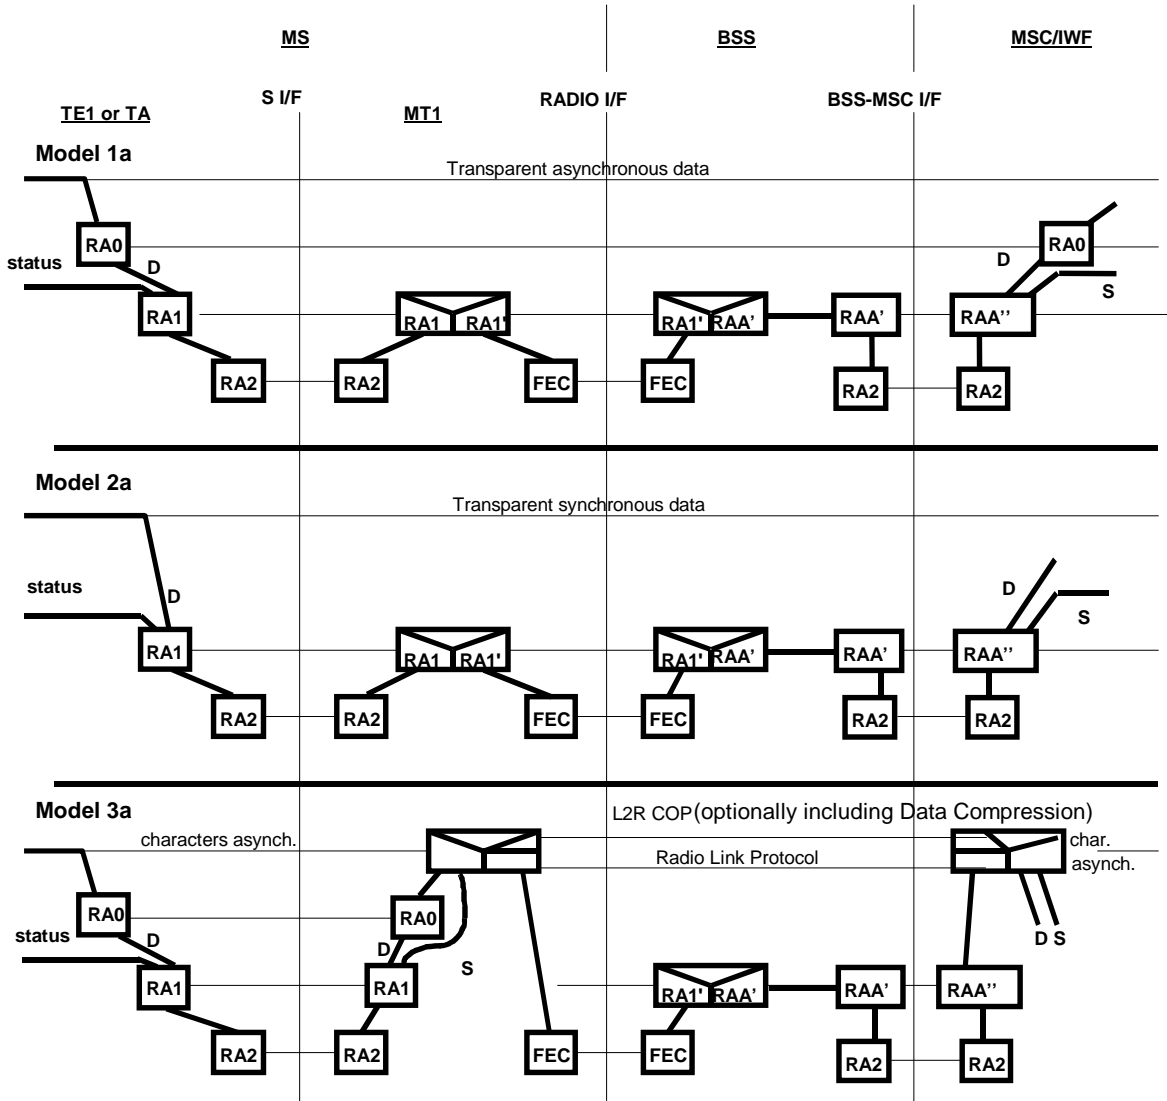 MS BSS MSC/IWF
S I/F RADIO I/F BSS-MSC I/F
TE1 or TA MT1
Model 1a
Transparent asynchronous data
RA0 RA0
status D D
S
RA1 RA1 RA1' RA1' RAA' RAA' RAA''
RA2 RA2 FEC FEC RA2 RA2
Model 2a
Transparent synchronous data
status D D
S
RA1 RA1 RA1' RA1' RAA' RAA' RAA''
RA2 RA2 FEC FEC RA2 RA2
Model 3a
L2R COP(optionally including Data Compression)
characters asynch. char.
Radio Link Protocol asynch.
RA0 RA0
status D D S D S
RA1 RA1 RA1' RAA' RAA' RAA''
RA2 RA2 FEC FEC RA2 RA2